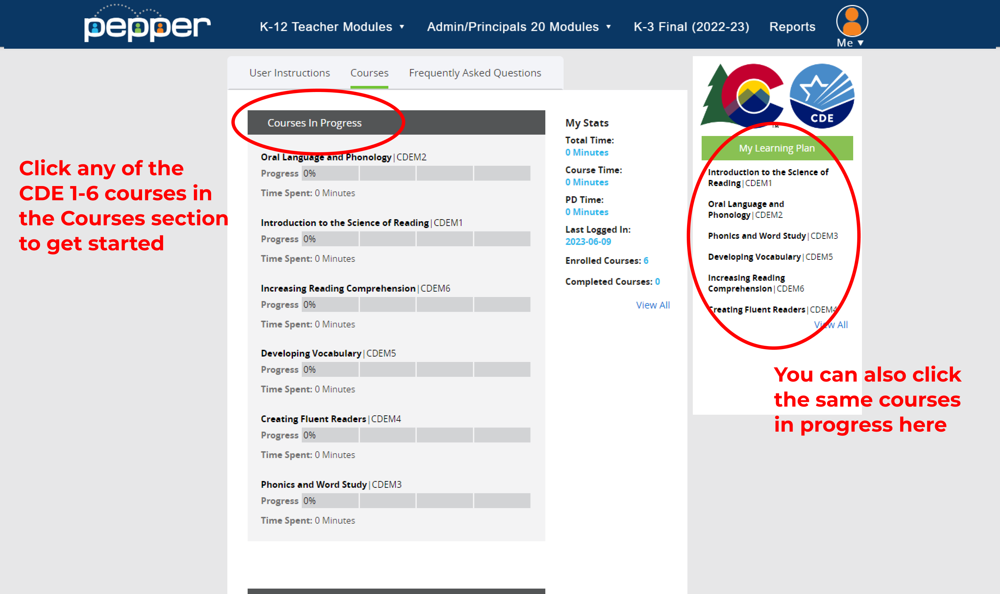 pepper
K-12 Teacher Modules ▼
Admin/Principals 20 Modules ▼
K-3 Final (2022-23)
Reports
Me ▼
User Instructions
Courses
Frequently Asked Questions
Click any of the
CDE 1-6 courses in
the Courses section
to get started
Courses In Progress
Oral Language and Phonology|CDEM2
Progress 0%
Time Spent: 0 Minutes
Introduction to the Science of Reading|CDEM1
Progress 0%
Time Spent: 0 Minutes
Increasing Reading Comprehension|CDEM6
Progress 0%
Time Spent: 0 Minutes
Developing Vocabulary|CDEM5
Progress 0%
Time Spent: 0 Minutes
Creating Fluent Readers|CDEM4
Progress 0%
Time Spent: 0 Minutes
Phonics and Word Study|CDEM3
Progress 0%
Time Spent: 0 Minutes
My Stats
Total Time:
0 Minutes
Course Time:
0 Minutes
PD Time:
0 Minutes
Last Logged In:
2023-06-09
Enrolled Courses: 6
Completed Courses: 0
View All
CDE
TM
My Learning Plan
Introduction to the Science of
Reading|CDEM1
Oral Language and
Phonology|CDEM2
Phonics and Word Study|CDEM3
Developing Vocabulary|CDEM5
Increasing Reading
Comprehension|CDEM6
Creating Fluent Readers|CDEM4
View All
You can also click
the same courses
in progress here